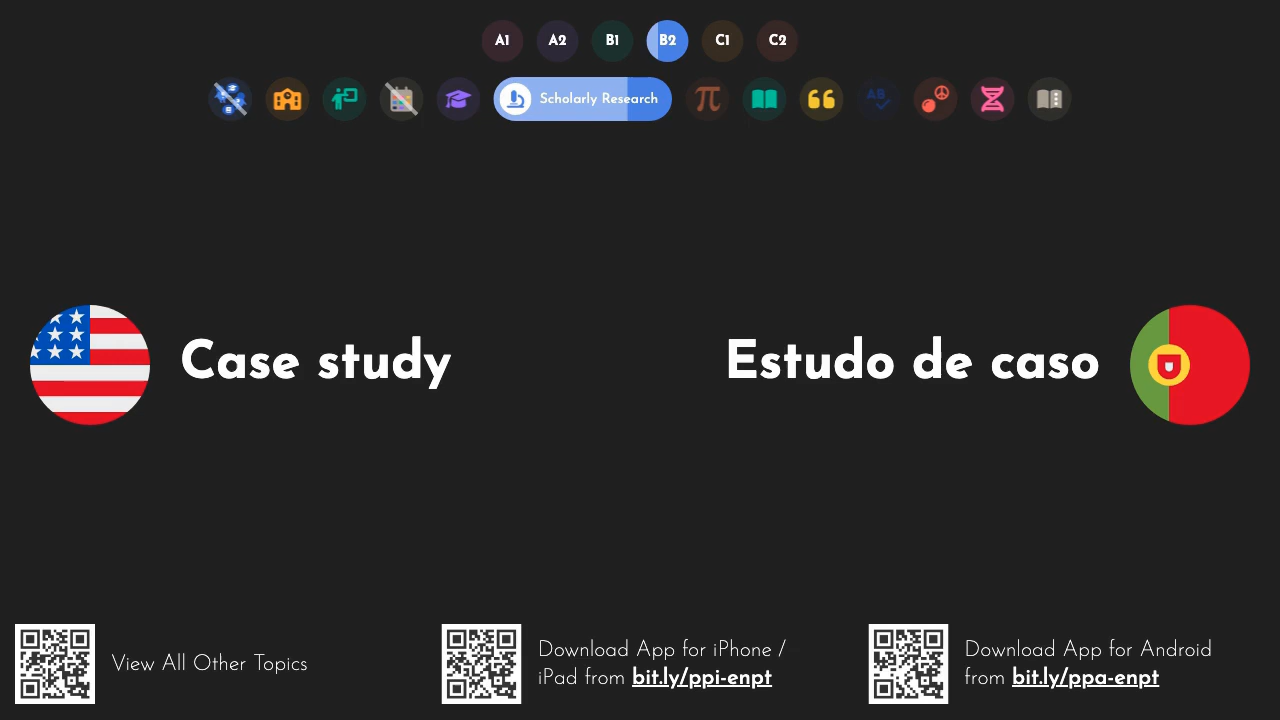 A1 A2 B1 B2 C1 C2
Scholarly Research
Case study
Estudo de caso
View All Other Topics
Download App for iPhone /
iPad from bit.ly/ppi-enpt
Download App for Android
from bit.ly/ppa-enpt